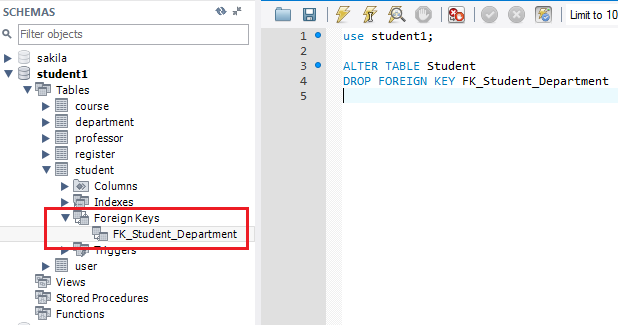 SCHEMAS
Filter objects
sakila
student1
Tables
course
department
professor
register
student
Columns
Indexes
Foreign Keys
FK_Student_Department
Triggers
user
Views
Stored Procedures
Functions
Limit to 10
1 use student1;
2
3 ALTER TABLE Student
4 DROP FOREIGN KEY FK_Student_Department
5